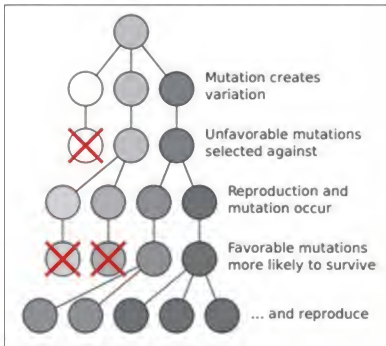 Mutation creates
variation
Unfavorable mutations
selected against
Reproduction and
mutation occur
Favorable mutations
more likely to survive
... and reproduce